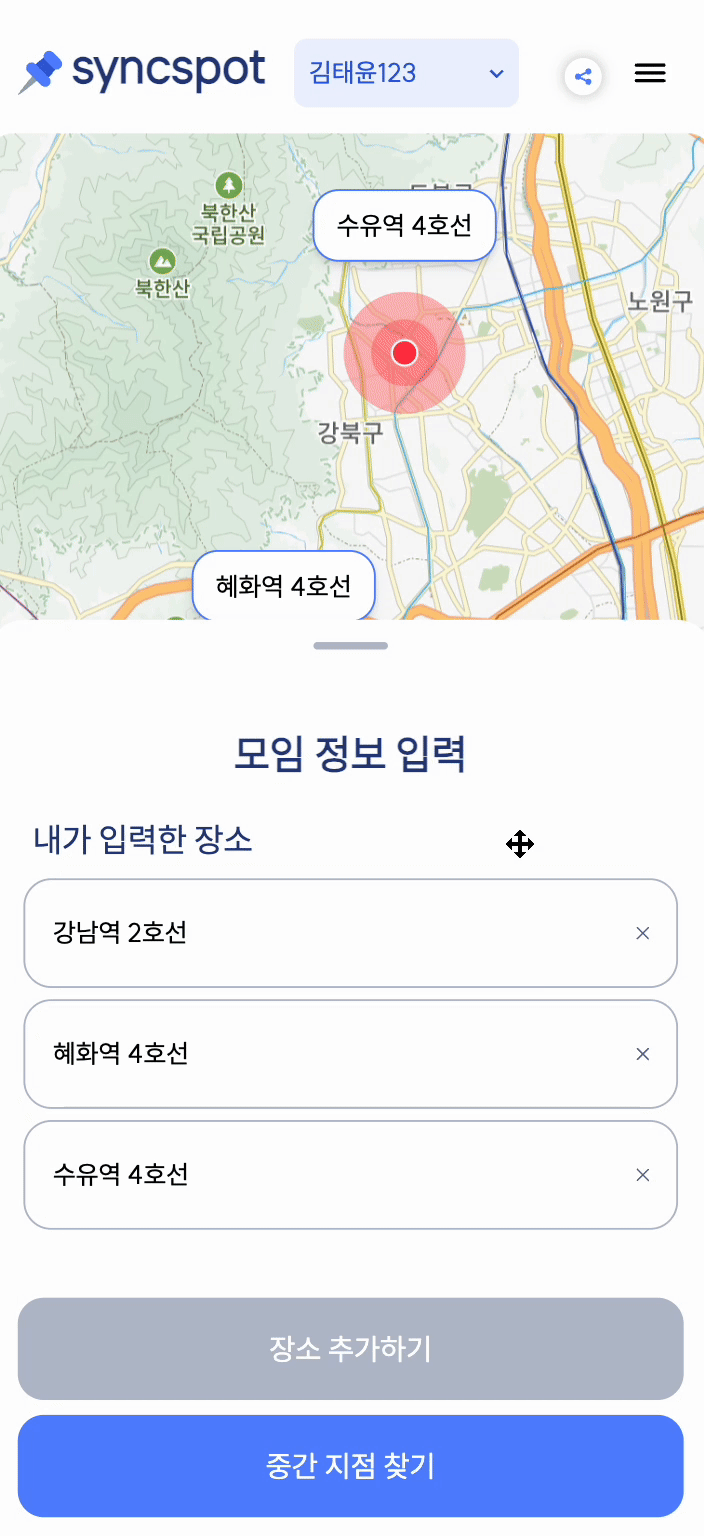 syncspot
김태윤123
북한산
국립공원
북한산
수유역 4호선
노원구
강북구
혜화역 4호선
모임 정보 입력
내가 입력한 장소
강남역 2호선
혜화역 4호선
수유역 4호선
장소 추가하기
중간 지점 찾기